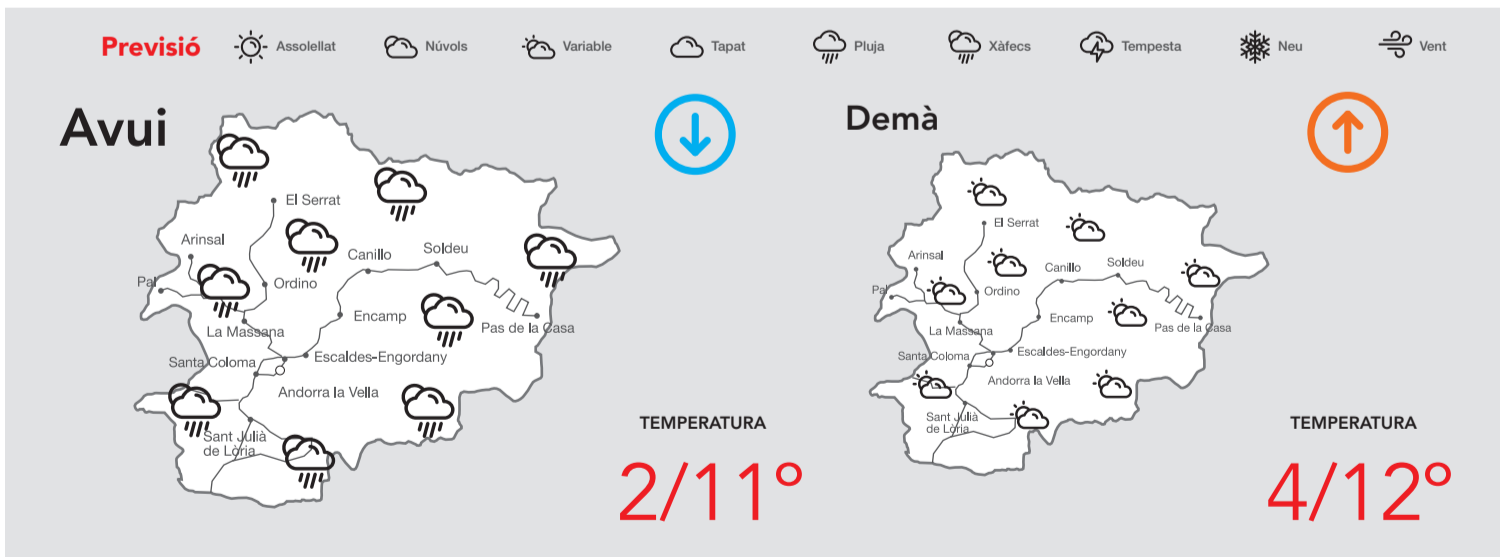 Previsió
Assolellat
Núvols
Variable
Tapat
Pluja
Xàfecs
Tempesta
Neu
Vent
Avui
El Serrat
Arinsal
Canillo
Soldeu
Pal
Ordino
La Massana
Encamp
Pas de la Casa
Santa Coloma
Escaldes-Engordany
Andorra la Vella
Sant Julià
de Lòria
TEMPERATURA
2/11°
Demà
El Serrat
Arinsal
Canillo
Soldeu
Pal
Ordino
La Massana
Encamp
Pas de la Casa
Santa Coloma
Escaldes-Engordany
Andorra la Vella
Sant Julià
de Lòria
TEMPERATURA
4/12°